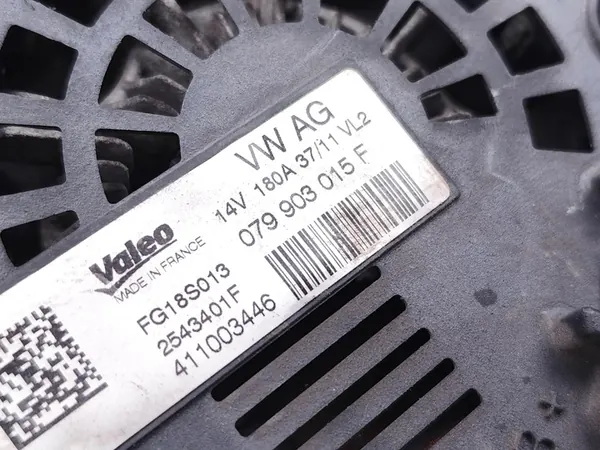 VW AG
14V 180A 37/11 VL2
079 903 015 F
Valeo
MADE IN FRANCE
FG18S013
2543401F
411003446